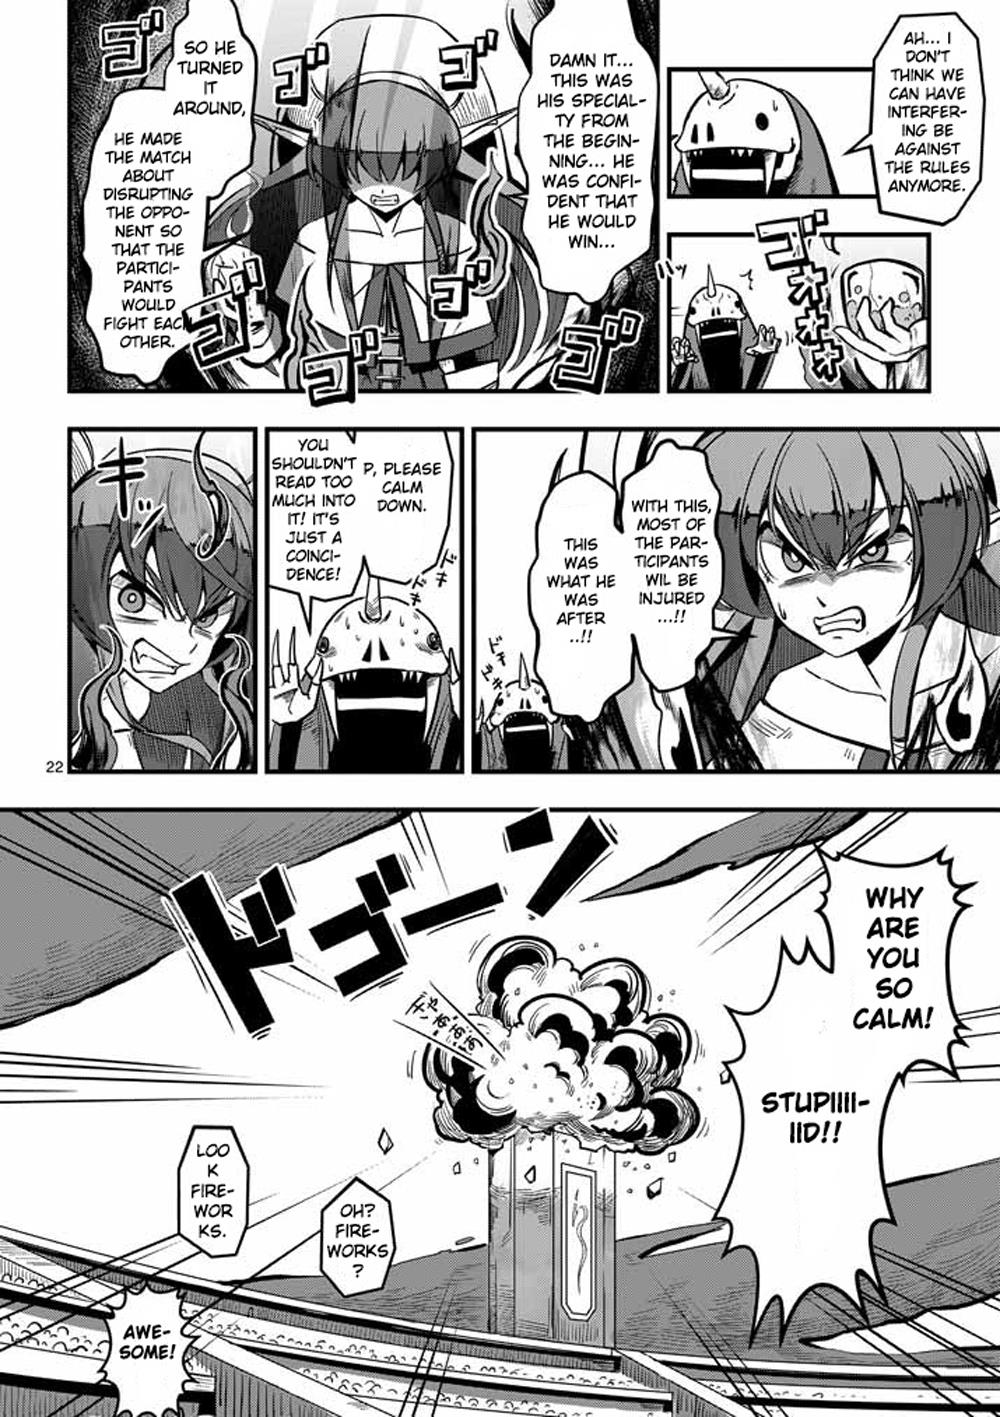 AH... I
DON'T
THINK WE
CAN HAVE
INTERFER-
ING BE
AGAINST
THE RULES
ANYMORE.
ゴオオオオ
バッ
DAMN IT...
THIS WAS
HIS SPECIAL-
TY FROM
THE BEGIN-
NING... HE
WAS CONFI-
DENT THAT
HE WOULD
WIN...
SO HE
TURNED
IT
AROUND,
HE MADE
THE MATCH
ABOUT
DISRUPTING
THE OPPO-
NENT SO
THAT THE
PARTICI-
PANTS
WOULD
FIGHT EACH
OTHER.
ゴ
ゴ
ゴ
ゴ
ゴ
ゴ
ゴ
WITH THIS,
MOST OF
THE PAR-
TICIPANTS
WIL BE
INJURED
...!!
THIS
WAS
WHAT HE
WAS
AFTER
..!!
P, PLEASE
CALM
DOWN.
YOU
SHOULDN'T
READ TOO
MUCH INTO
IT! IT'S
JUST A
COINCI-
DENCE!
キッ
22
WHY
ARE
YOU
SO
CALM!
STUPIIII-
IID!!
ドゴーン
LOO
K
FIRE-
WOR
KS.
OH?
FIRE-
WORKS
?
AWE-
SOME!